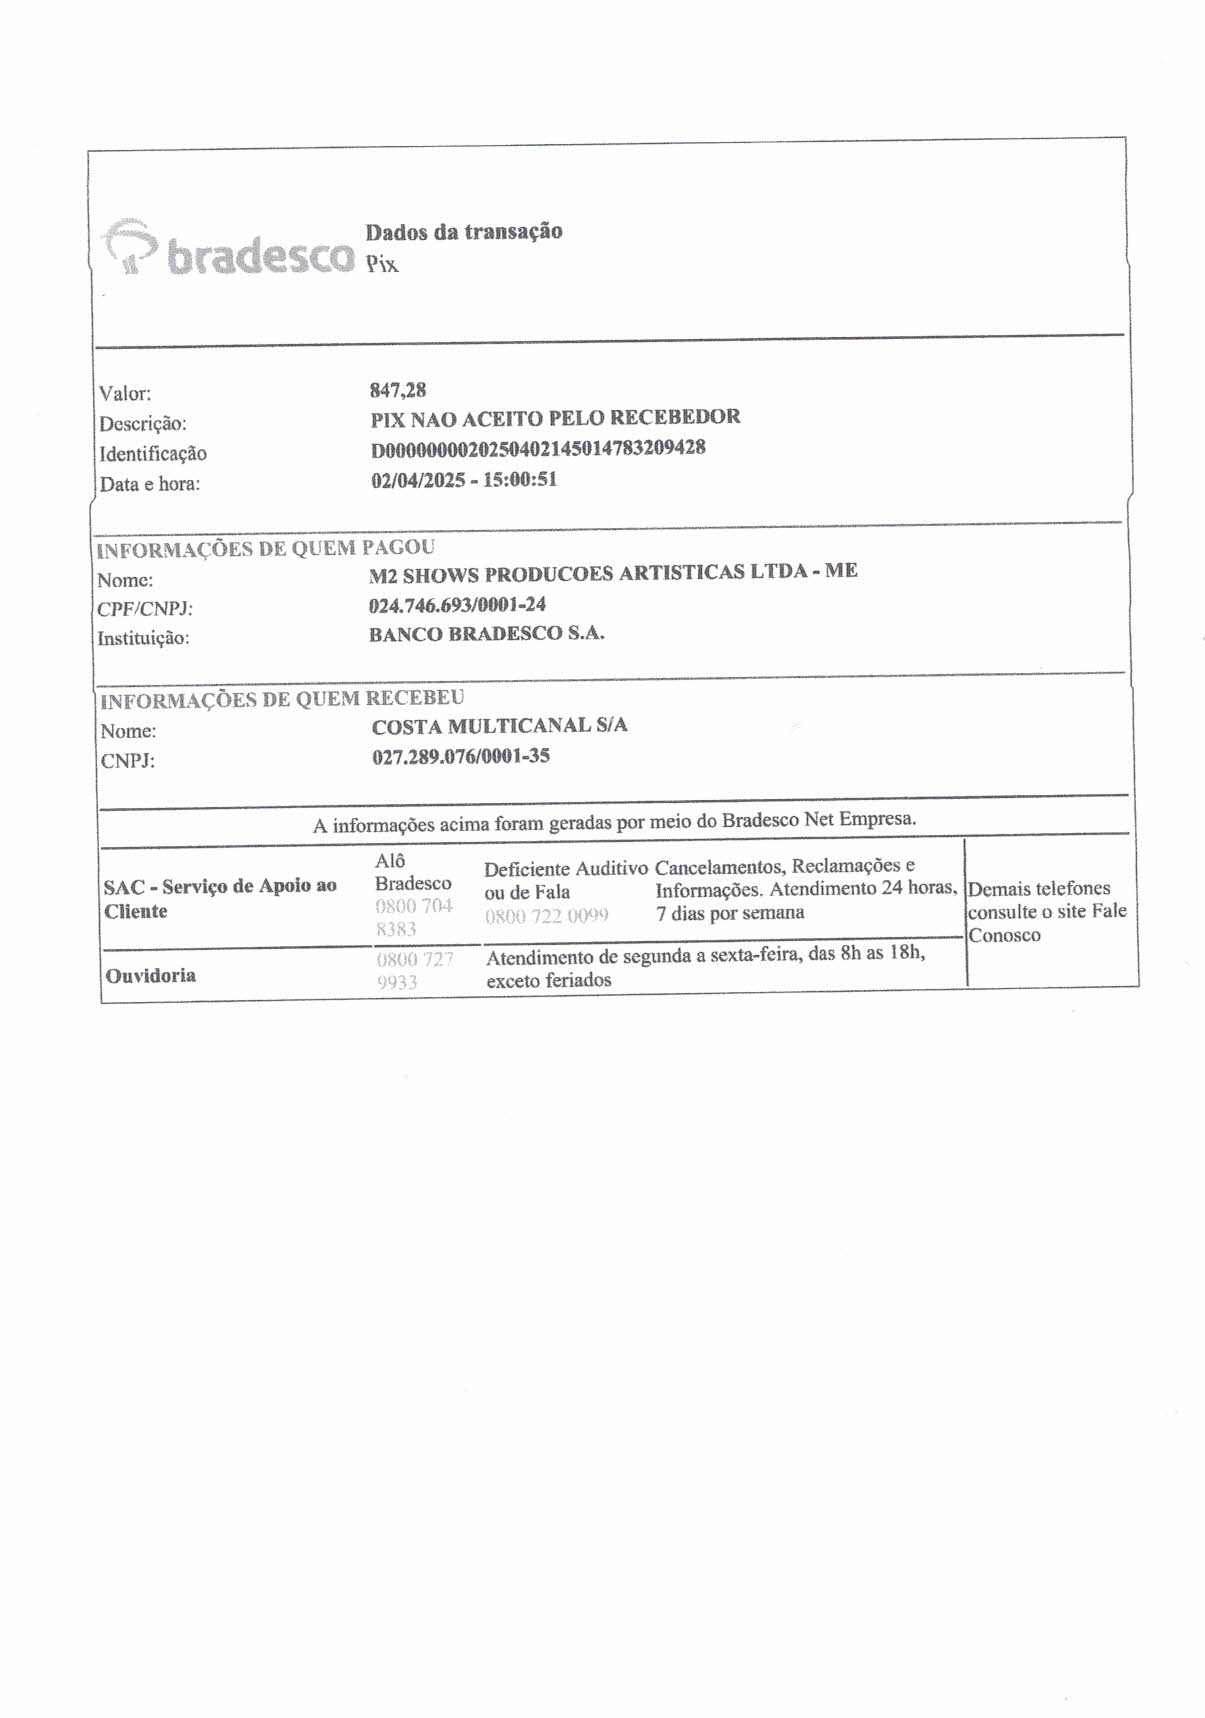 bradesco
Dados da transação
Pix
Valor: 847,28
Descrição: PIX NAO ACEITO PELO RECEBEDOR
Identificação D0000000020250402145014783209428
Data e hora: 02/04/2025 - 15:00:51
INFORMAÇÕES DE QUEM PAGOU
Nome: M2 SHOWS PRODUCOES ARTISTICAS LTDA - ME
CPF/CNPJ: 024.746.693/0001-24
Instituição: BANCO BRADESCO S.A.
INFORMAÇÕES DE QUEM RECEBEU
Nome: COSTA MULTICANAL S/A
CNPJ: 027.289.076/0001-35
A informações acima foram geradas por meio do Bradesco Net Empresa.
SAC - Serviço de Apoio ao
Cliente
Alô
Bradesco
0800 704
8383
Deficiente Auditivo
ou de Fala
0800 722 0099
Cancelamentos, Reclamações e
Informações. Atendimento 24 horas,
7 dias por semana
Demais telefones
consulte o site Fale
Conosco
Ouvidoria
0800 727
9933
Atendimento de segunda a sexta-feira, das 8h as 18h,
exceto feriados